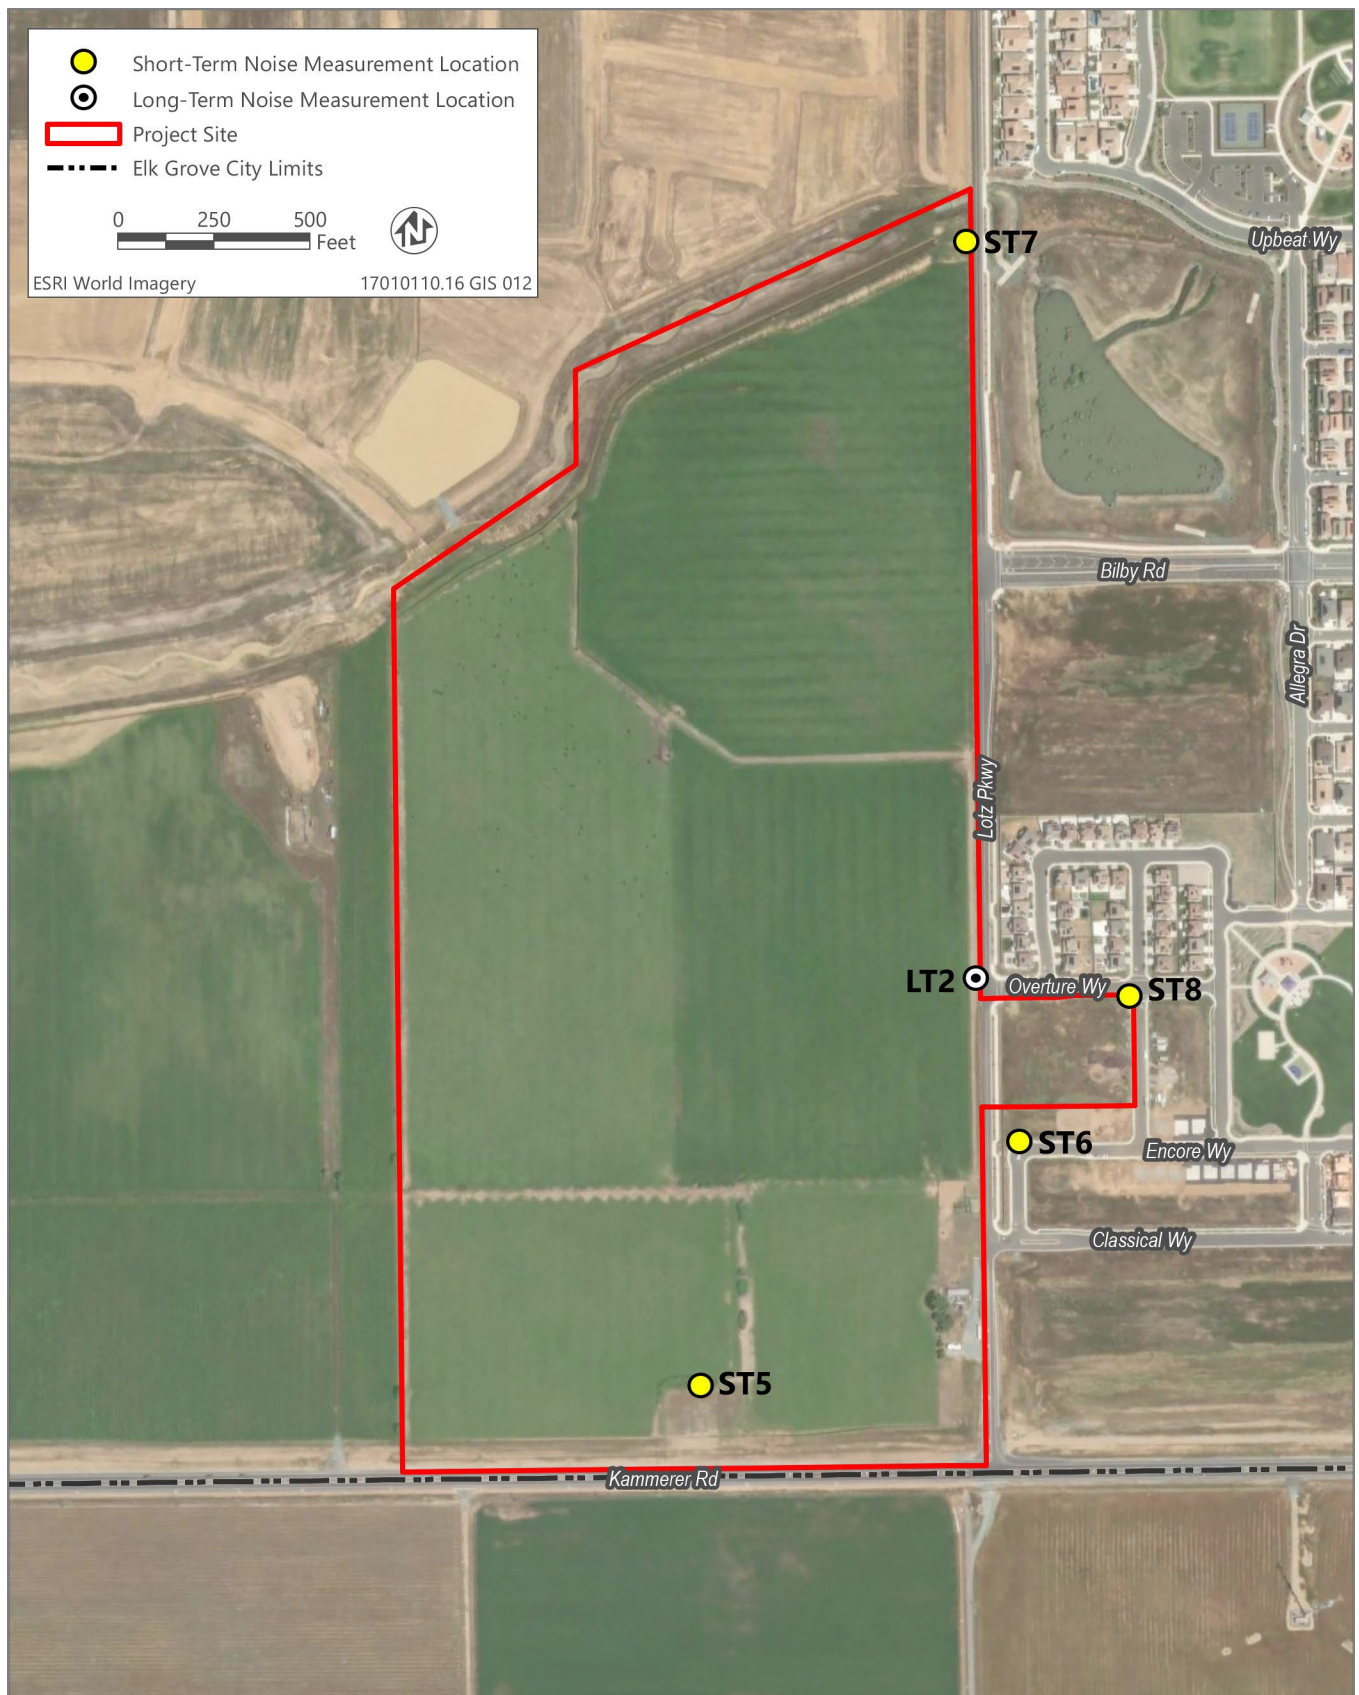 Short-Term Noise Measurement Location
Long-Term Noise Measurement Location
Project Site
Elk Grove City Limits
0 250 500
Feet
N
ESRI World Imagery 17010110.16 GIS 012
ST7
Upbeat Wy
Bilby Rd
Allegra Dr
Lotz Pkwy
LT2
Overture Wy
ST8
ST6
Encore Wy
Classical Wy
ST5
Kammerer Rd